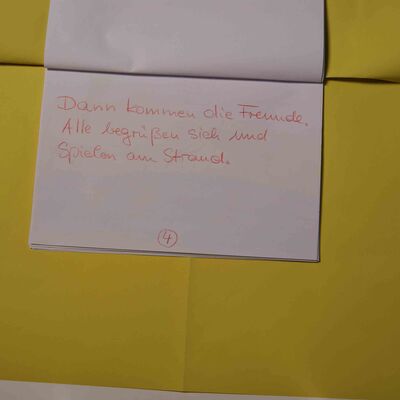 Dann kommen die Freunde.
Alle begrüßen sich und
Spielen am Strand.
4